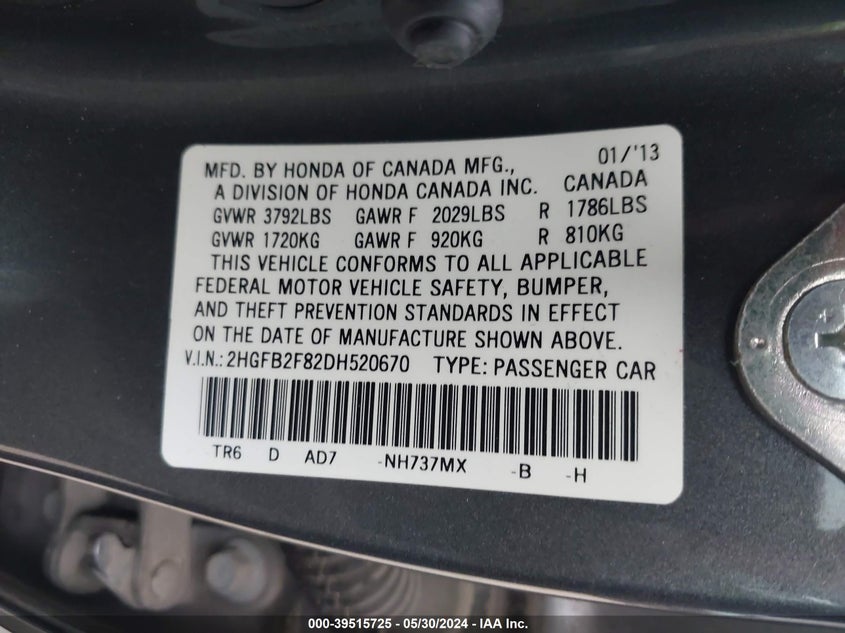 01/'13
MFD. BY HONDA OF CANADA MFG.,
A DIVISION OF HONDA CANADA INC. CANADA
GVWR 3792LBS GAWR F 2029LBS R 1786LBS
GVWR 1720KG GAWR F 920KG R 810KG
THIS VEHICLE CONFORMS TO ALL APPLICABLE
FEDERAL MOTOR VEHICLE SAFETY, BUMPER,
AND THEFT PREVENTION STANDARDS IN EFFECT
ON THE DATE OF MANUFACTURE SHOWN ABOVE.
V.I.N.: 2HGFB2F82DH520670 TYPE: PASSENGER CAR
TR6 D AD7 -NH737MX -B -H
000-39515725 - 05/30/2024 - IAA Inc.